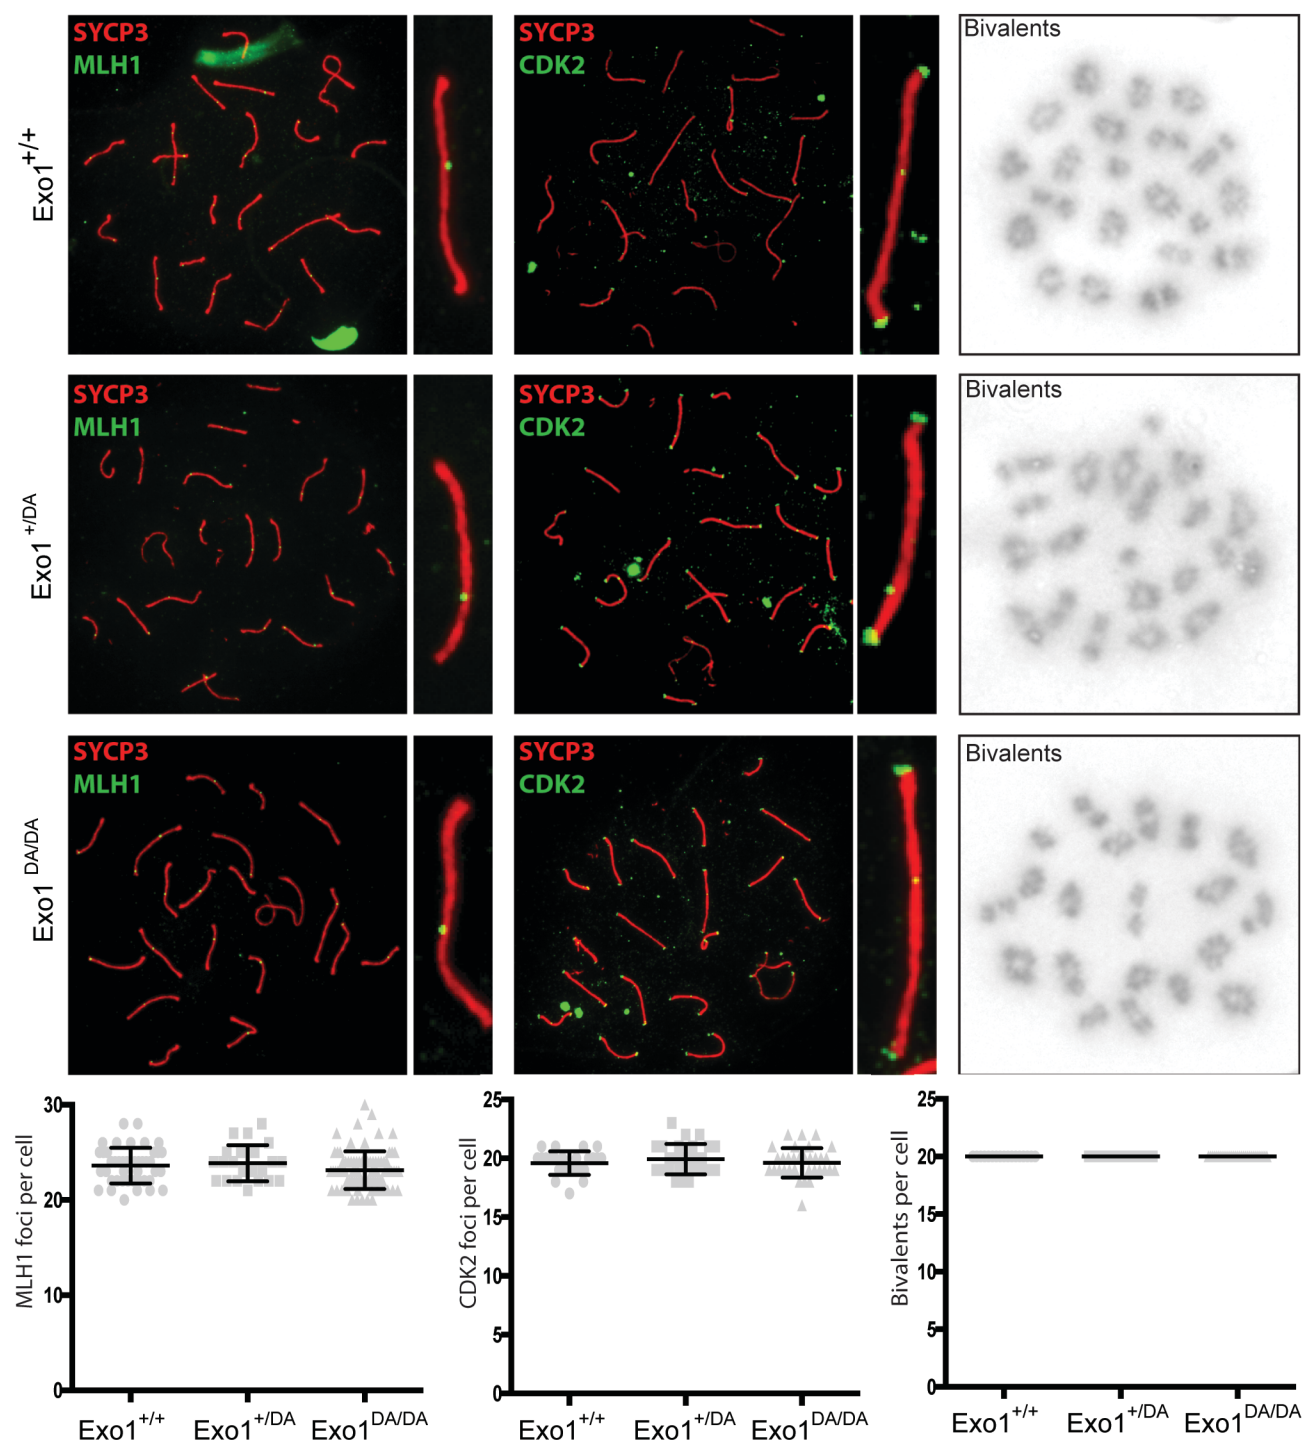 SYCP3
MLH1
SYCP3
CDK2
Bivalents
Exo1+/+
SYCP3
MLH1
SYCP3
CDK2
Bivalents
Exo1+/DA
SYCP3
MLH1
SYCP3
CDK2
Bivalents
Exo1DA/DA
MLH1 foci per cell
30
20
10
0
Exo1+/+ Exo1+/DA Exo1DA/DA
CDK2 foci per cell
25
20
15
10
5
0
Exo1+/+ Exo1+/DA Exo1DA/DA
Bivalents per cell
25
20
15
10
5
0
Exo1+/+ Exo1+/DA Exo1DA/DA